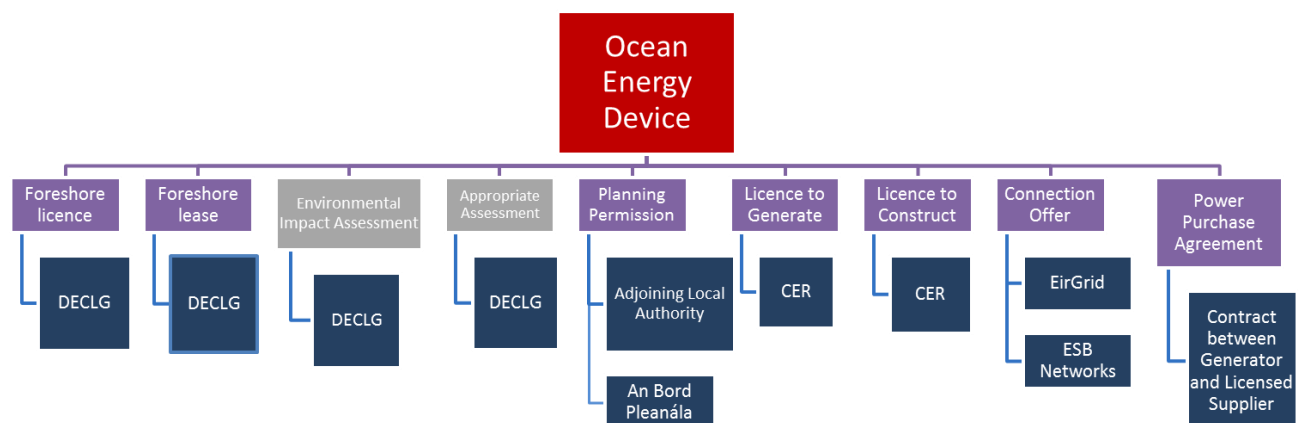 Ocean
Energy
Device
Foreshore
licence
DECLG
Foreshore
lease
DECLG
Environmental
Impact Assessment
DECLG
Appropriate
Assessment
DECLG
Planning
Permission
Adjoining Local
Authority
An Bord
Pleanála
Licence to
Generate
CER
Licence to
Construct
CER
Connection
Offer
EirGrid
ESB
Networks
Power
Purchase
Agreement
Contract
between
Generator
and Licensed
Supplier